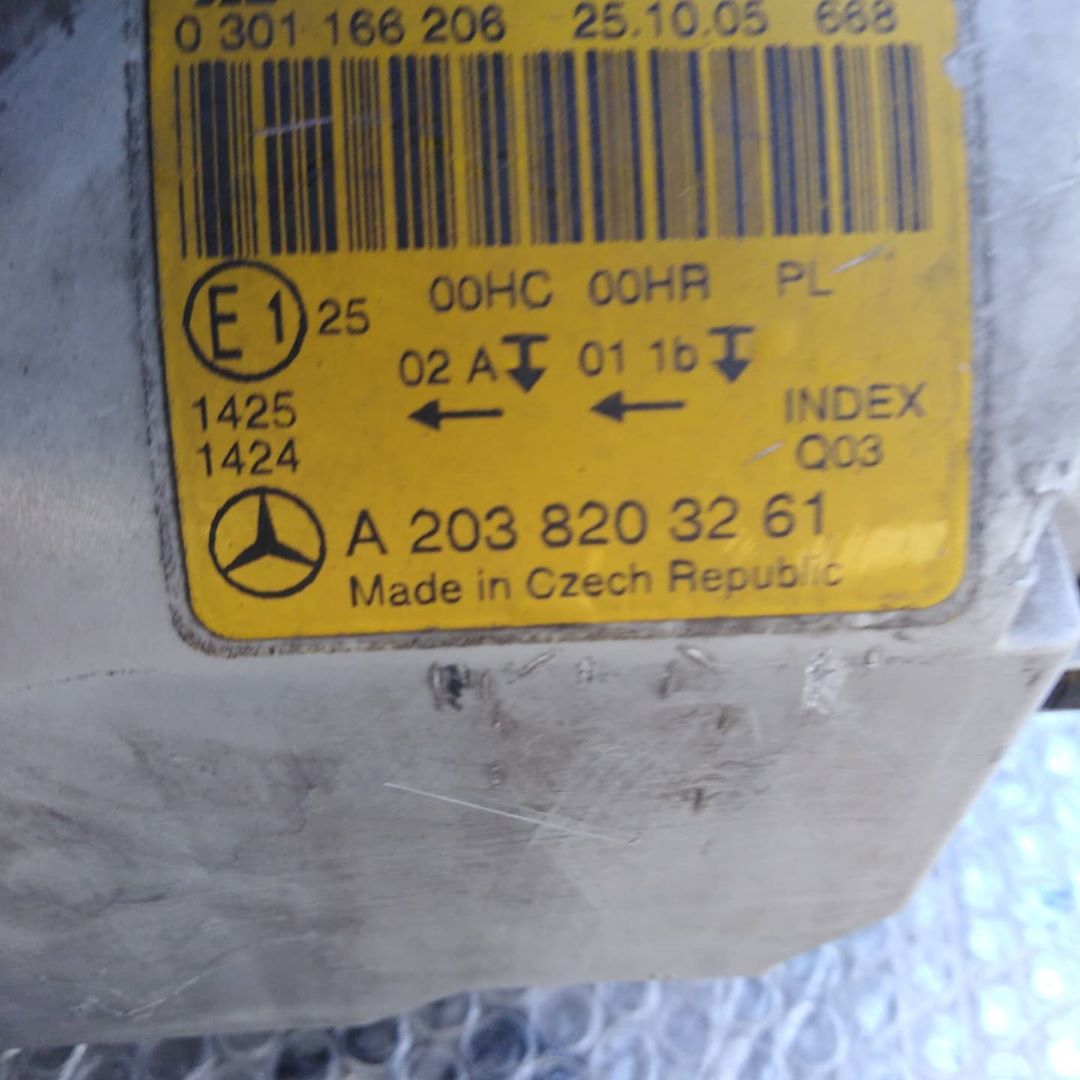 0 301 166 206 25.10.05 668
E1 25 00HC 00HR PL
02 A 01 1b
1425 INDEX
1424 Q03
A 203 820 32 61
Made in Czech Republic